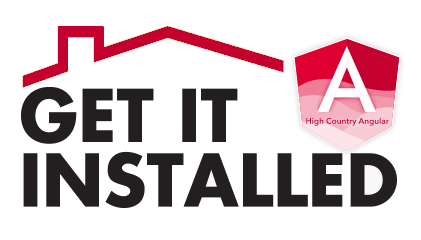 GET IT
INSTALLED
A
High Country Angular